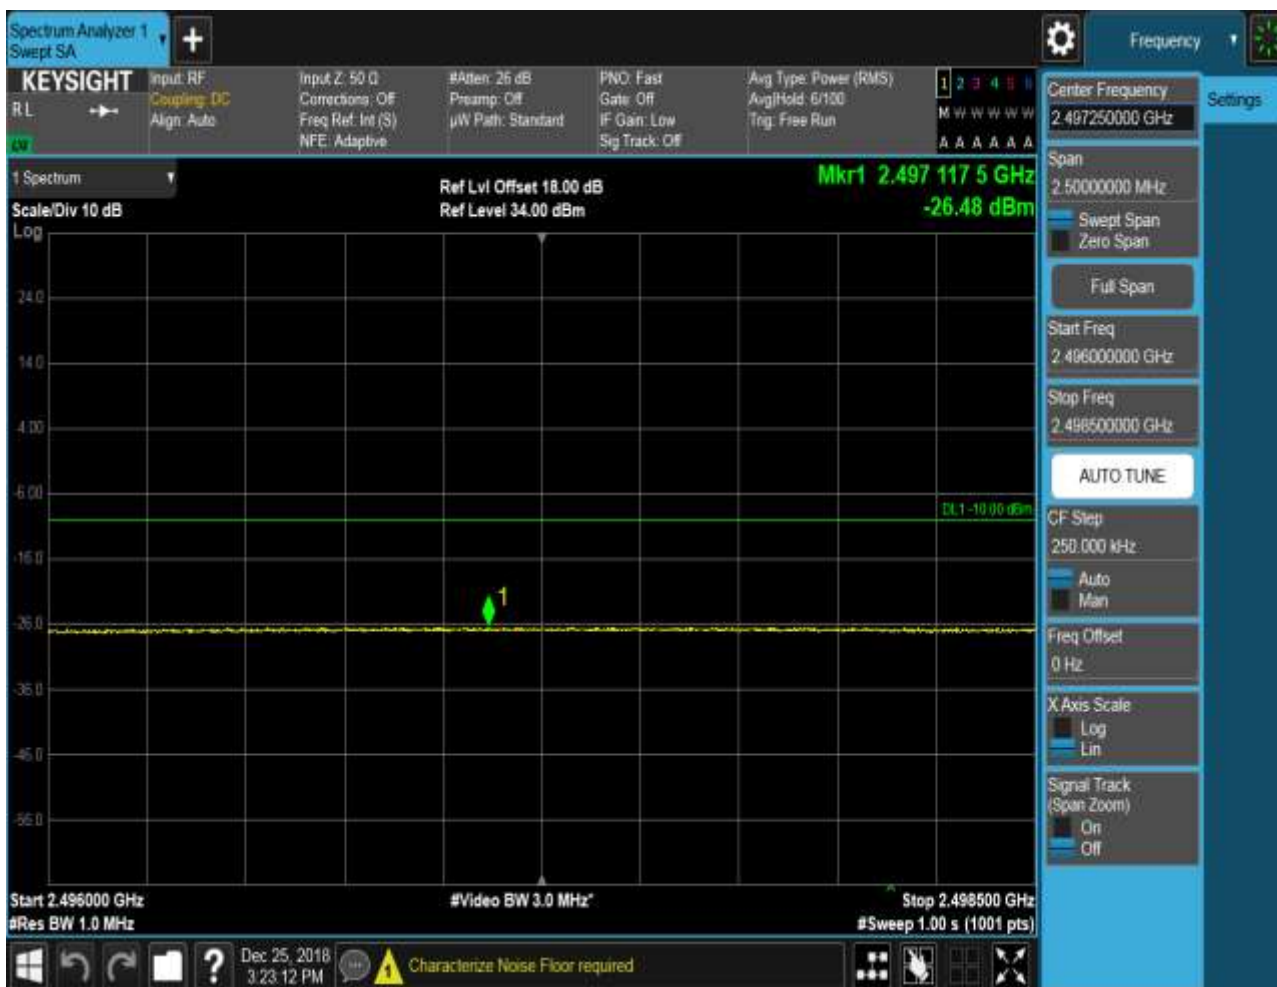 Spectrum Analyzer 1
Swept SA
Frequency
KEYSIGHT
R L
Input: RF
Coupling: DC
Align: Auto
Input Z: 50 Ω
Corrections: Off
Freq Ref: Int (S)
NFE: Adaptive
#Atten: 26 dB
Preamp: Off
µW Path: Standard
PNO: Fast
Gate: Off
IF Gain: Low
Sig Track: Off
Avg Type: Power (RMS)
Avg|Hold: 6/100
Trig: Free Run
1 2 3 4 5 6
M W W W W W
A A A A A A
1 Spectrum
Scale/Div 10 dB
Log
Ref Lvl Offset 18.00 dB
Ref Level 34.00 dBm
Mkr1 2.497 117 5 GHz
-26.48 dBm
24.0
14.0
4.00
-6.00
DL1 -10.00 dBm
-16.0
1
-26.0
-36.0
-46.0
-56.0
Start 2.496000 GHz
#Res BW 1.0 MHz
#Video BW 3.0 MHz*
Stop 2.498500 GHz
#Sweep 1.00 s (1001 pts)
Center Frequency
2.497250000 GHz
Settings
Span
2.50000000 MHz
Swept Span
Zero Span
Full Span
Start Freq
2.496000000 GHz
Stop Freq
2.498500000 GHz
AUTO TUNE
CF Step
250.000 kHz
Auto
Man
Freq Offset
0 Hz
X Axis Scale
Log
Lin
Signal Track
(Span Zoom)
On
Off
?
Dec 25, 2018
3:23:12 PM
1
Characterize Noise Floor required